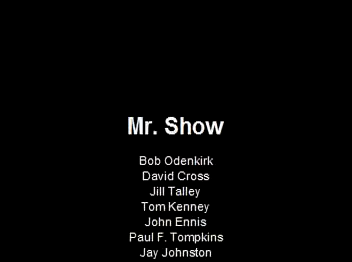 Mr. Show
Bob Odenkirk
David Cross
Jill Talley
Tom Kenney
John Ennis
Paul F. Tompkins
Jay Johnston